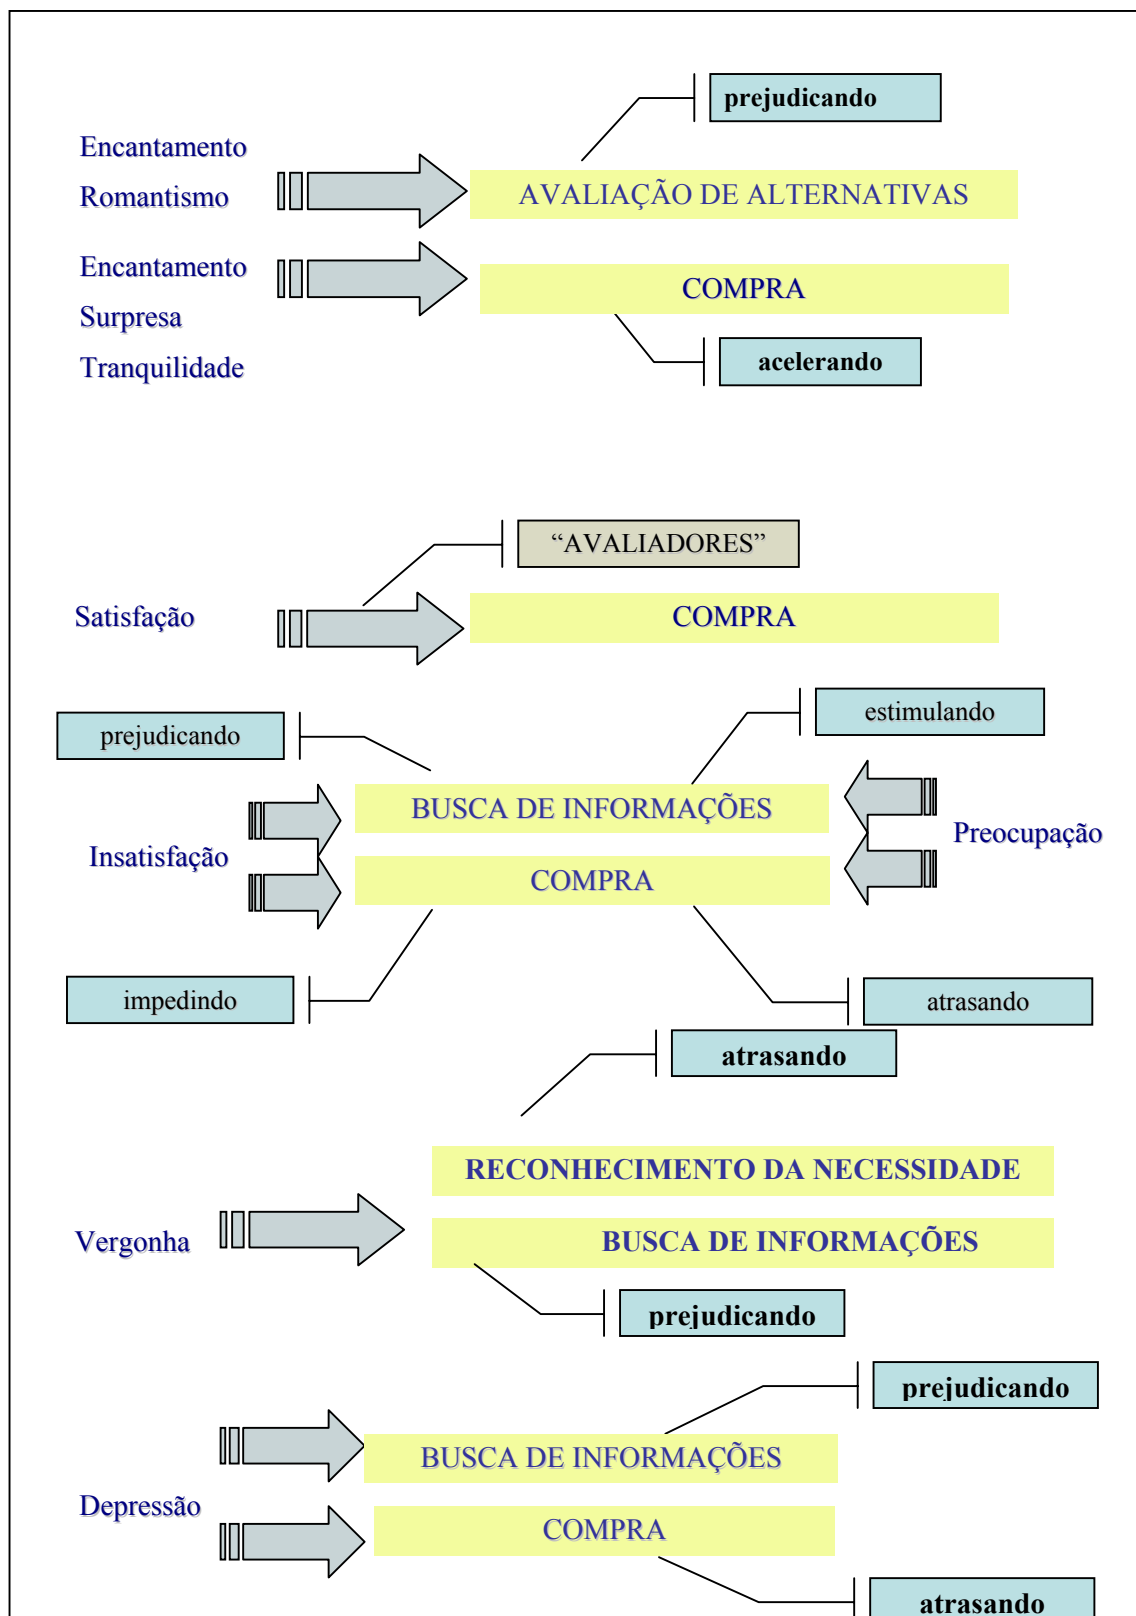 prejudicando
Encantamento
Romantismo
AVALIAÇÃO DE ALTERNATIVAS
Encantamento
Surpresa
Tranquilidade
COMPRA
acelerando
“AVALIADORES”
Satisfação
COMPRA
prejudicando
estimulando
BUSCA DE INFORMAÇÕES
Insatisfação
Preocupação
COMPRA
impedindo
atrasando
atrasando
RECONHECIMENTO DA NECESSIDADE
Vergonha
BUSCA DE INFORMAÇÕES
prejudicando
prejudicando
BUSCA DE INFORMAÇÕES
Depressão
COMPRA
atrasando